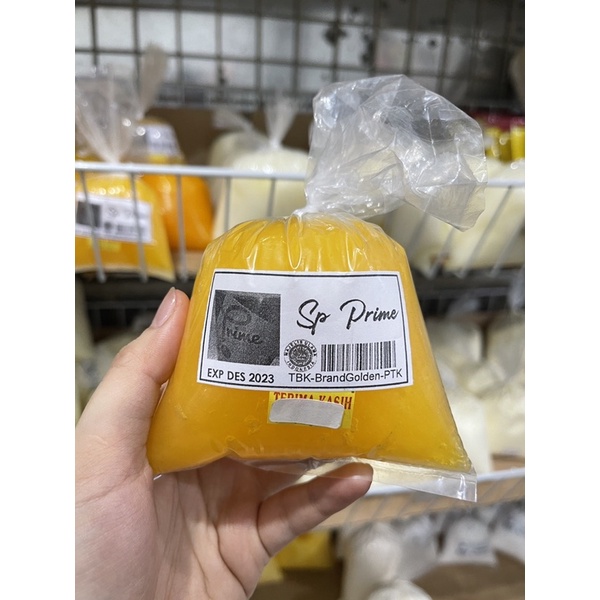 Sp Prime
Prime
EXP DES 2023
TBK-BrandGolden-PTK
TERIMA KASIH